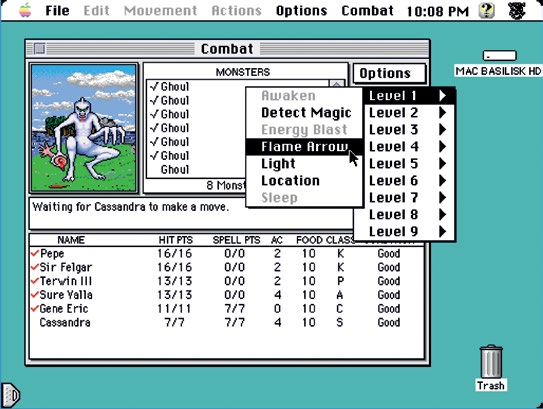 File Edit Movement Actions Options Combat 10:08 PM
Combat
MAC BASILISK HD
MONSTERS
Ghoul
Ghoul
Ghoul
Ghoul
Ghoul
Ghoul
Ghoul
8 Monst
Options
Awaken
Detect Magic
Energy Blast
Flame Arrow
Light
Location
Sleep
Level 1
Level 2
Level 3
Level 4
Level 5
Level 6
Level 7
Level 8
Level 9
Waiting for Cassandra to make a move.
NAME HIT PTS SPELL PTS AC FOOD CLASS
Pepe 16/16 0/0 2 10 K Good
Sir Felgar 16/16 0/0 2 10 K Good
Terwin III 13/13 0/0 2 10 P Good
Sure Valla 13/13 0/0 4 10 A Good
Gene Eric 11/11 7/7 0 10 C Good
Cassandra 7/7 7/7 4 10 S Good
Trash